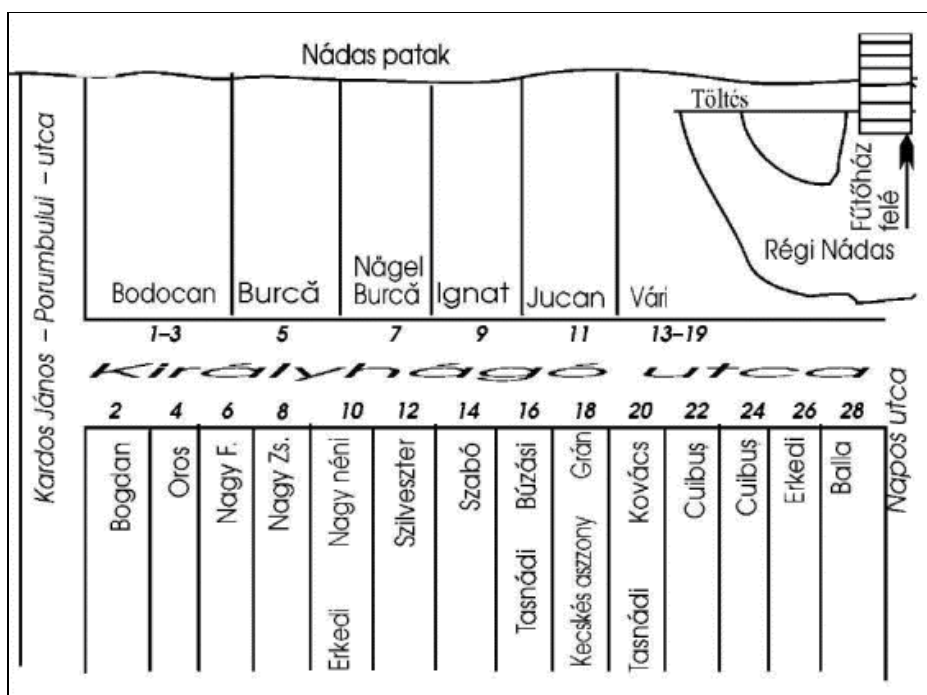 Nádas patak
Töltés
Fűtőház
felé
Régi Nádas
Kardos János – Porumbului – utca
Bodocan
Burcă
Năgel
Burcă
Ignat
Jucan
Vári
1–3
5
7
9
11
13–19
Királyhágó utca
2
4
6
8
10
12
14
16
18
20
22
24
26
28
Bogdan
Oros
Nagy F.
Nagy Zs.
Erkedi Nagy néni
Szilveszter
Szabó
Tasnádi Búzási
Kecskés aszzony Grán
Tasnádi Kovács
Cuibuș
Cuibuș
Erkedi
Balla
Napos utca